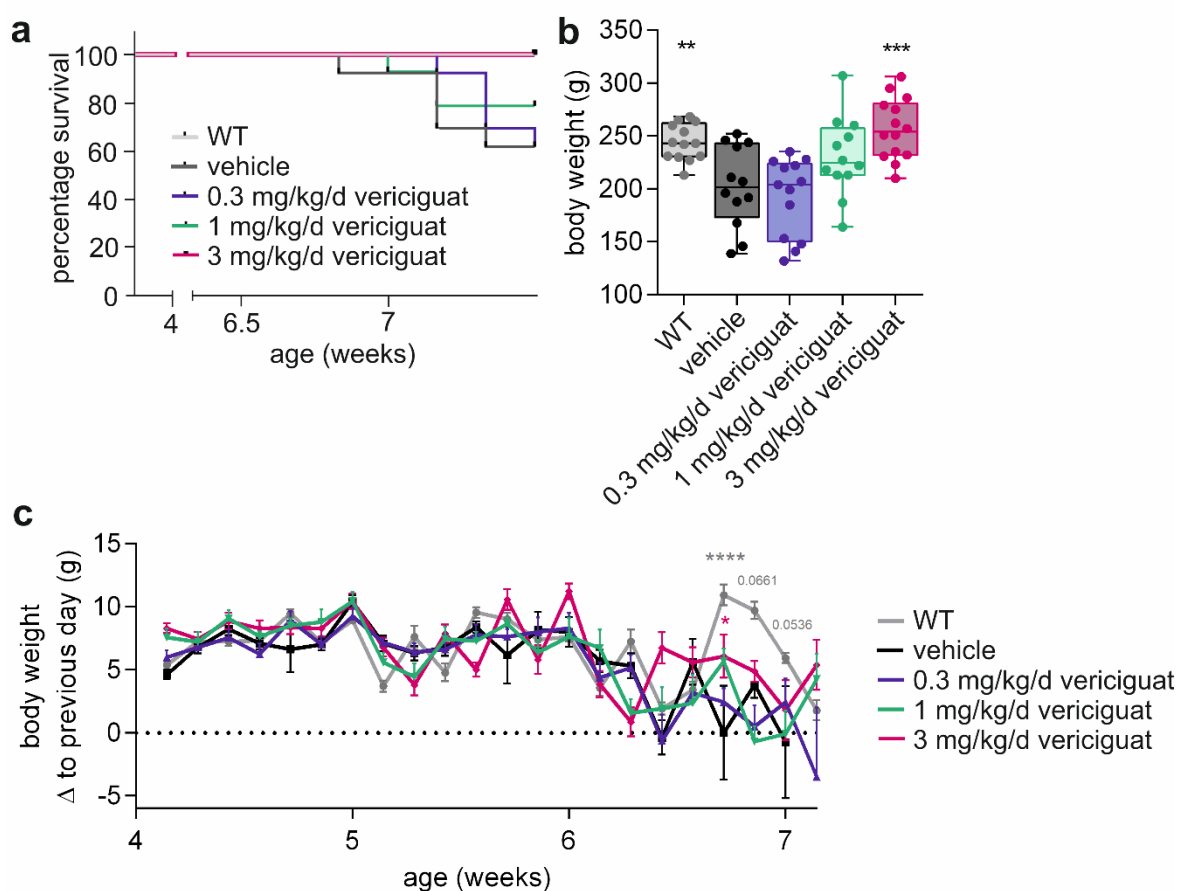 a
percentage survival
100
80
60
40
20
0
WT
vehicle
0.3 mg/kg/d vericiguat
1 mg/kg/d vericiguat
3 mg/kg/d vericiguat
4
6.5
7
age (weeks)
b
body weight (g)
350
300
250
200
150
100
**
***
WT
vehicle
0.3 mg/kg/d vericiguat
1 mg/kg/d vericiguat
3 mg/kg/d vericiguat
c
body weight
Δ to previous day (g)
15
10
5
0
-5
****
0.0661
*
0.0536
4
5
6
7
age (weeks)
WT
vehicle
0.3 mg/kg/d vericiguat
1 mg/kg/d vericiguat
3 mg/kg/d vericiguat